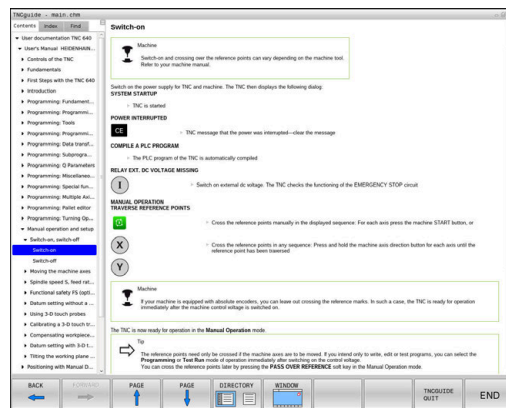 TNCguide - main.chm
Contents Index Find
User documentation TNC 640
User's Manual HEIDENHAIN...
Controls of the TNC
Fundamentals
First Steps with the TNC 640
Introduction
Programming: Fundament...
Programming: Programmi...
Programming: Tools
Programming: Programmi...
Programming: Data transf...
Programming: Subprogra...
Programming: Q Parameters
Programming: Miscellaneo...
Programming: Special fun...
Programming: Multiple Axi...
Programming: Pallet editor
Programming: Turning Op...
Manual operation and setup
Switch-on, switch-off
Switch-on
Switch-off
Moving the machine axes
Spindle speed S, feed rat...
Functional safety FS (opti...
Datum setting without a ...
Using 3-D touch probes
Calibrating a 3-D touch tr...
Compensating workpiece...
Datum setting with 3-D t...
Tilting the working plane ...
Positioning with Manual D...
Switch-on
Machine
Switch-on and crossing over the reference points can vary depending on the machine tool.
Refer to your machine manual.
Switch on the power supply for TNC and machine. The TNC then displays the following dialog:
SYSTEM STARTUP
TNC is started
POWER INTERRUPTED
CE
TNC message that the power was interrupted—clear the message
COMPILE A PLC PROGRAM
The PLC program of the TNC is automatically compiled
RELAY EXT. DC VOLTAGE MISSING
I
Switch on external dc voltage. The TNC checks the functioning of the EMERGENCY STOP circuit
MANUAL OPERATION
TRAVERSE REFERENCE POINTS
Cross the reference points manually in the displayed sequence: For each axis press the machine START button, or
X
Cross the reference points in any sequence: Press and hold the machine axis direction button for each axis until the
reference point has been traversed
Y
Machine
If your machine is equipped with absolute encoders, you can leave out crossing the reference marks. In such a case, the TNC is ready for operation
immediately after the machine control voltage is switched on.
The TNC is now ready for operation in the Manual Operation mode.
Tip
The reference points need only be crossed if the machine axes are to be moved. If you intend only to write, edit or test programs, you can select the
Programming or Test Run mode of operation immediately after switching on the control voltage.
You can cross the reference points later by pressing the PASS OVER REFERENCE soft key in the Manual Operation mode.
BACK FORWARD PAGE PAGE DIRECTORY WINDOW TNCGUIDE QUIT END